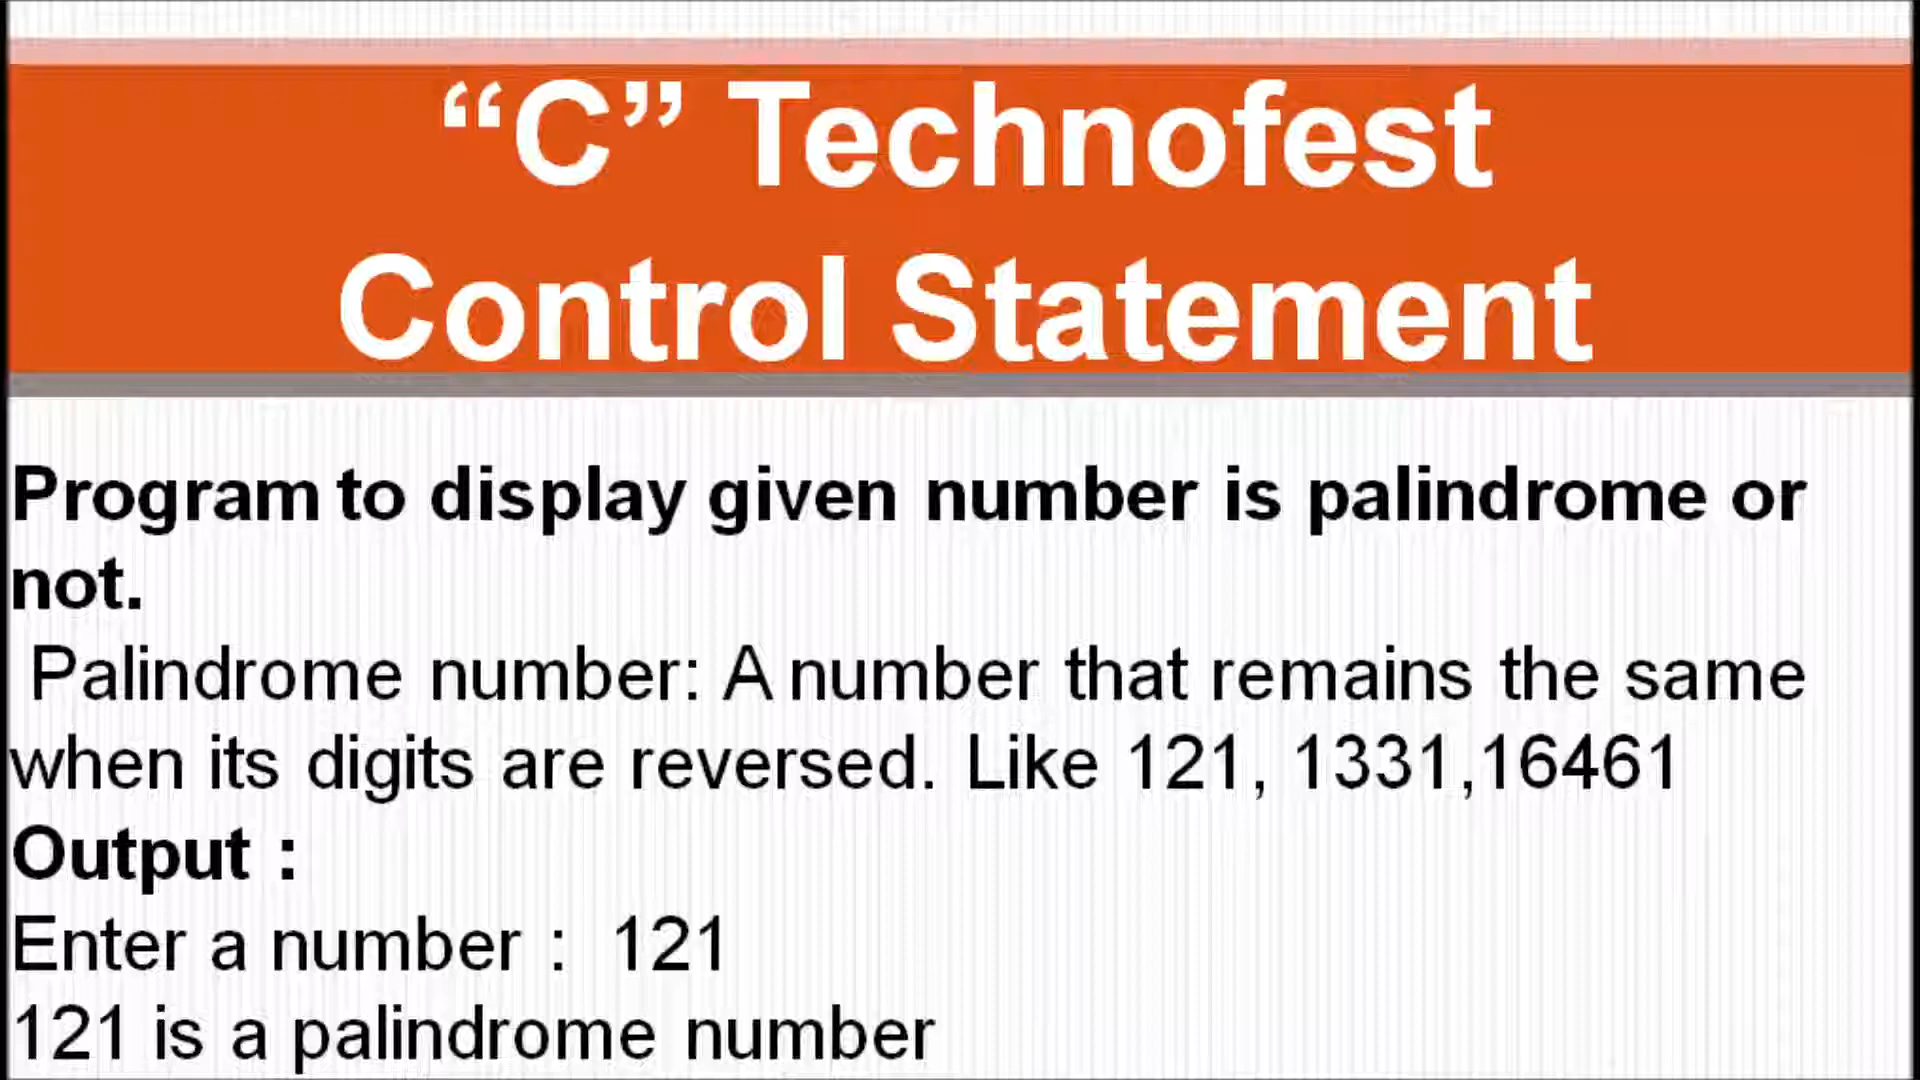 “C” Technofest
Control Statement
Program to display given number is palindrome or
not.
Palindrome number: A number that remains the same
when its digits are reversed. Like 121, 1331,16461
Output :
Enter a number :  121
121 is a palindrome number